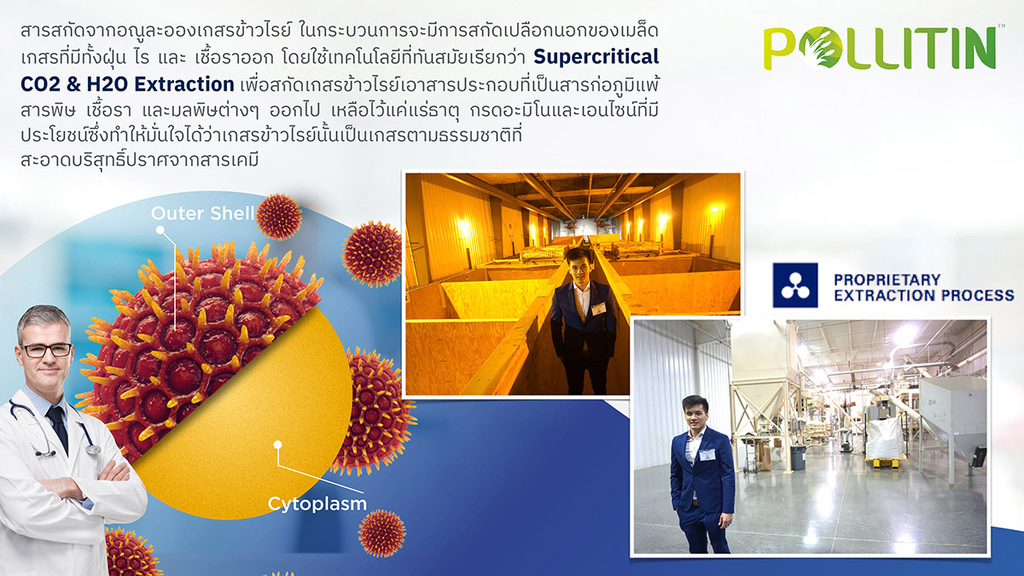 สารสกัดจากอณูละอองเกสรข้าวไรย์ ในกระบวนการจะมีการสกัดเปลือกนอกของเมล็ด
เกสรที่มีทั้งฝุ่น ไร และ เชื้อราออก โดยใช้เทคโนโลยีที่ทันสมัยเรียกว่า Supercritical
CO2 & H2O Extraction เพื่อสกัดเกสรข้าวไรย์เอาสารประกอบที่เป็นสารก่อภูมิแพ้
สารพิษ เชื้อรา และมลพิษต่างๆ ออกไป เหลือไว้แค่แร่ธาตุ กรดอะมิโนและเอนไซน์ที่มี
ประโยชน์ซึ่งทำให้มั่นใจได้ว่าเกสรข้าวไรย์นั้นเป็นเกสรตามธรรมชาติที่
สะอาดบริสุทธิ์ปราศจากสารเคมี
POLLITIN™
Outer Shell
PROPRIETARY
EXTRACTION PROCESS
Cytoplasm